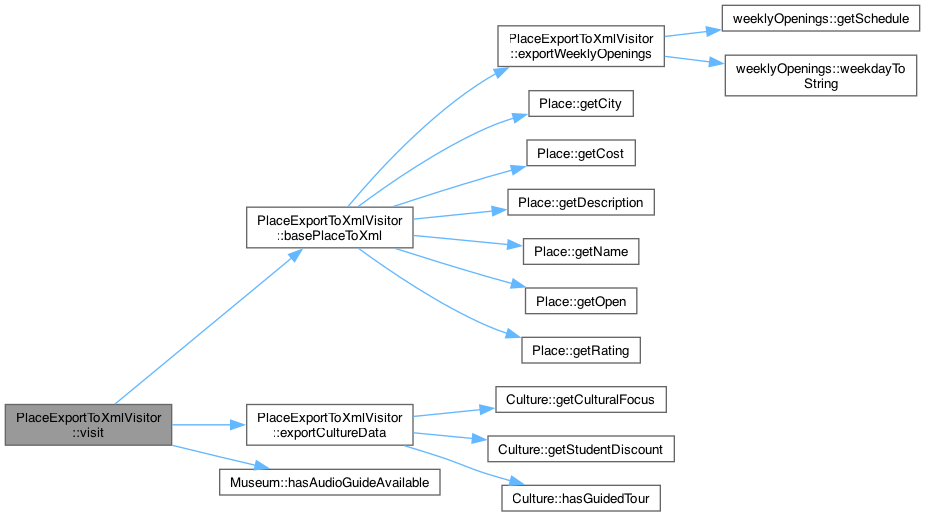 weeklyOpenings::getSchedule
PlaceExportToXmlVisitor
::exportWeeklyOpenings
weeklyOpenings::weekdayTo
String
Place::getCity
Place::getCost
Place::getDescription
PlaceExportToXmlVisitor
::basePlaceToXml
Place::getName
Place::getOpen
Place::getRating
Culture::getCulturalFocus
PlaceExportToXmlVisitor
::visit
PlaceExportToXmlVisitor
::exportCultureData
Culture::getStudentDiscount
Museum::hasAudioGuideAvailable
Culture::hasGuidedTour